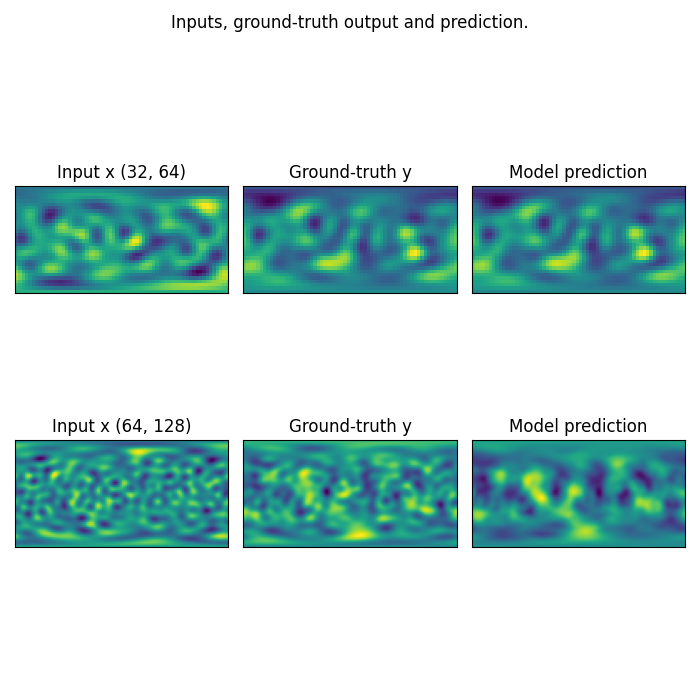 Inputs, ground-truth output and prediction.
Input x (32, 64)
Ground-truth y
Model prediction
Input x (64, 128)
Ground-truth y
Model prediction